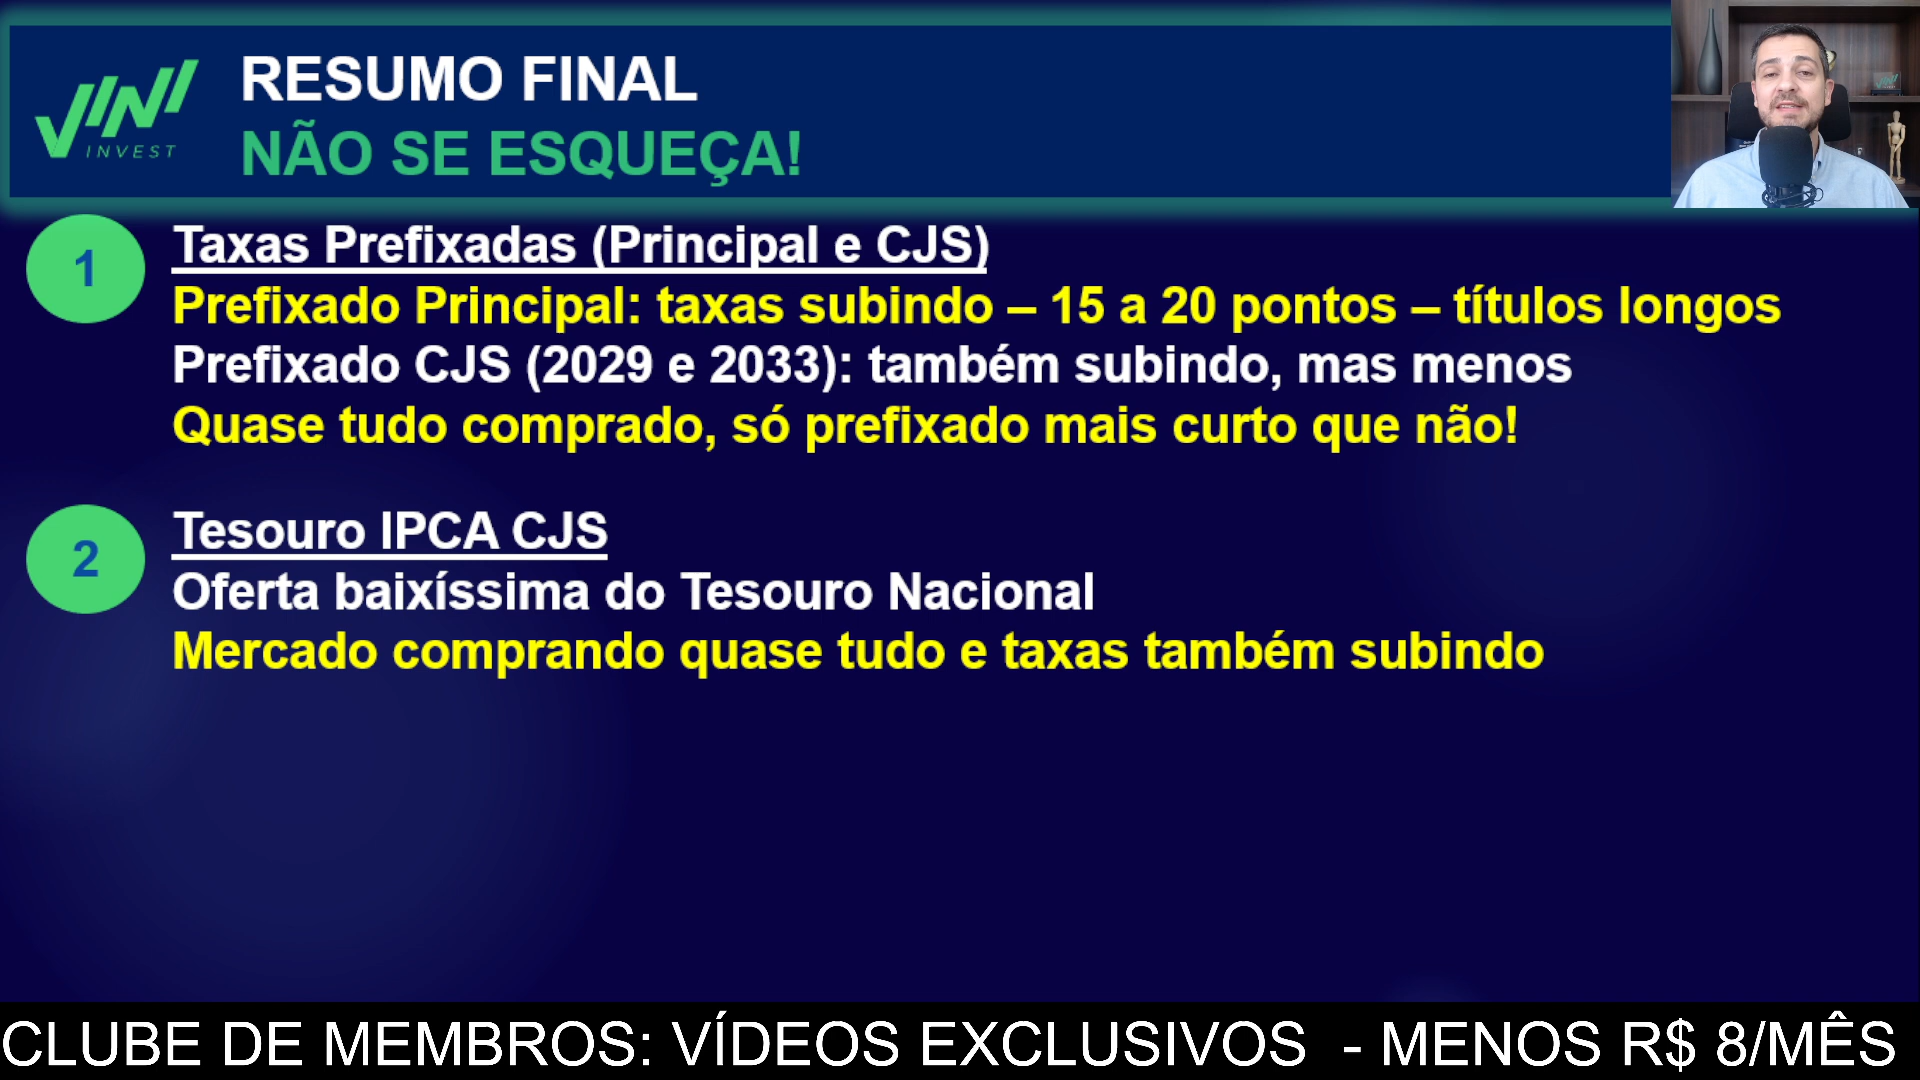 VINI
INVEST
RESUMO FINAL
NÃO SE ESQUEÇA!
1
Taxas Prefixadas (Principal e CJS)
Prefixado Principal: taxas subindo – 15 a 20 pontos – títulos longos
Prefixado CJS (2029 e 2033): também subindo, mas menos
Quase tudo comprado, só prefixado mais curto que não!
2
Tesouro IPCA CJS
Oferta baixíssima do Tesouro Nacional
Mercado comprando quase tudo e taxas também subindo
CLUBE DE MEMBROS: VÍDEOS EXCLUSIVOS - MENOS R$ 8/MÊS